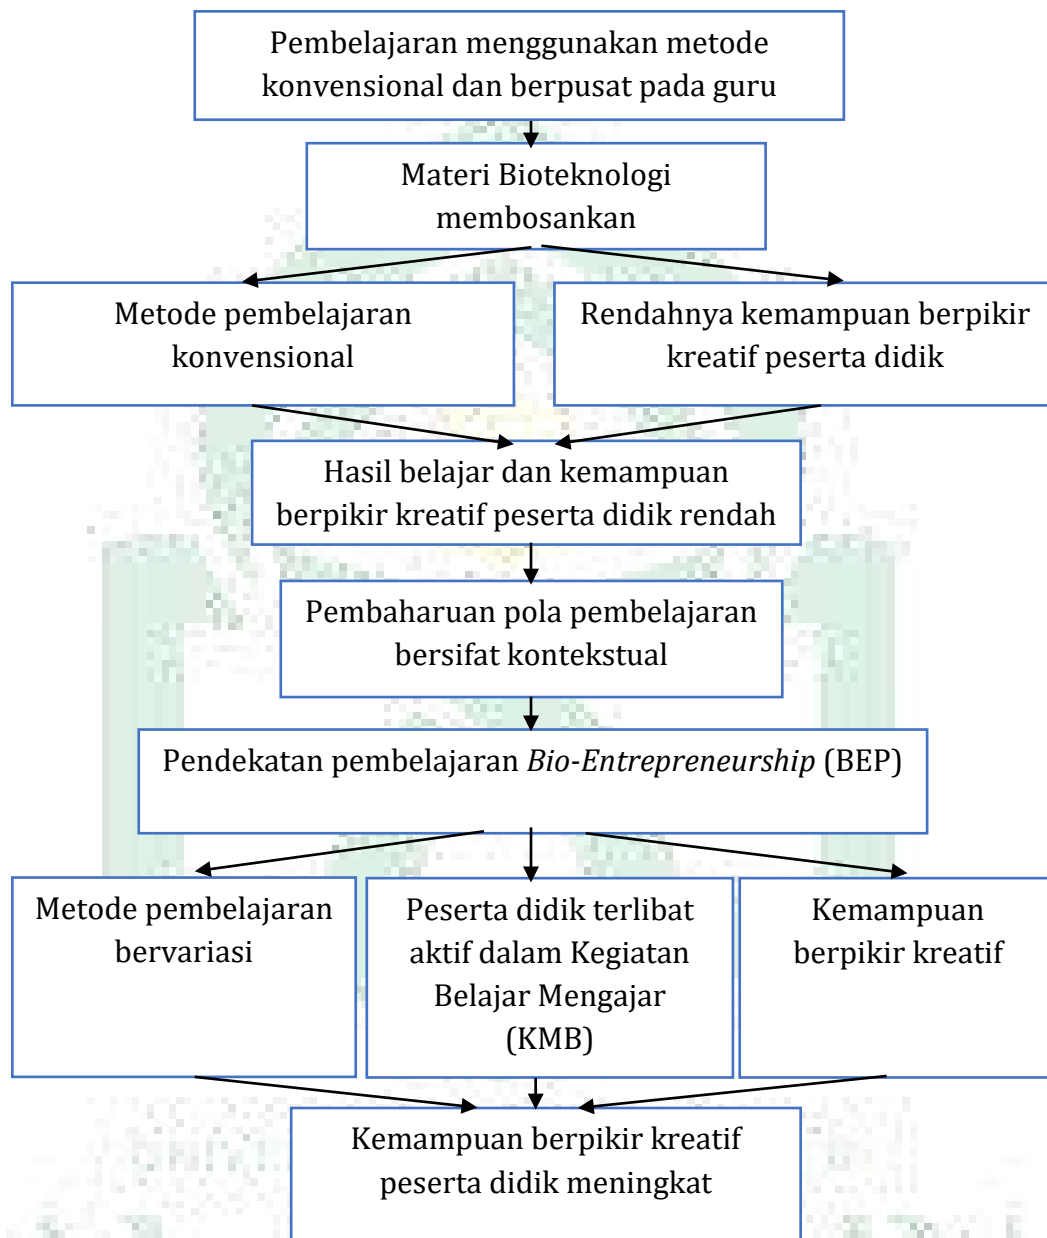 Pembelajaran menggunakan metode
konvensional dan berpusat pada guru
Materi Bioteknologi
membosankan
Metode pembelajaran
konvensional
Rendahnya kemampuan berpikir
kreatif peserta didik
Hasil belajar dan kemampuan
berpikir kreatif peserta didik rendah
Pembaharuan pola pembelajaran
bersifat kontekstual
Pendekatan pembelajaran Bio-Entrepreneurship (BEP)
Metode pembelajaran
bervariasi
Peserta didik terlibat
aktif dalam Kegiatan
Belajar Mengajar
(KMB)
Kemampuan
berpikir kreatif
Kemampuan berpikir kreatif
peserta didik meningkat